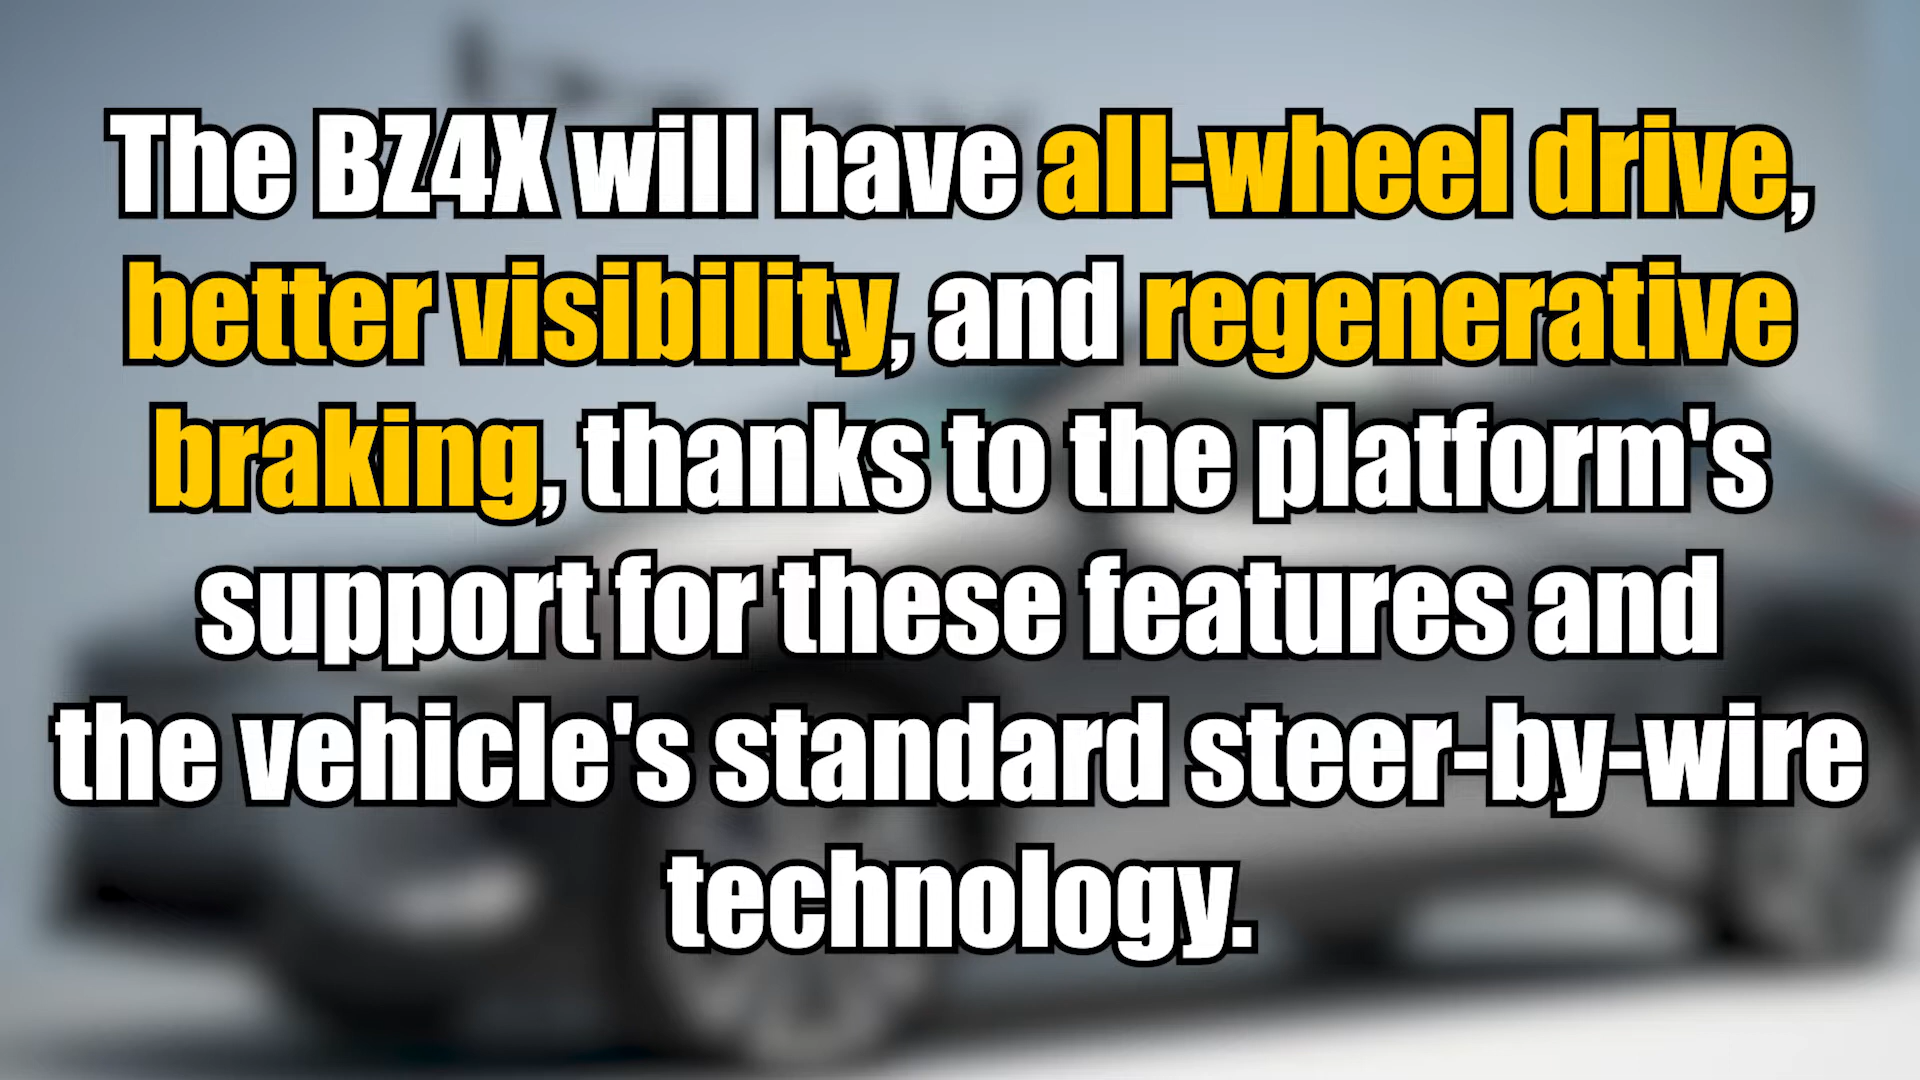 The BZ4X will have all-wheel drive,
better visibility, and regenerative
braking, thanks to the platform's
support for these features and
the vehicle's standard steer-by-wire
technology.